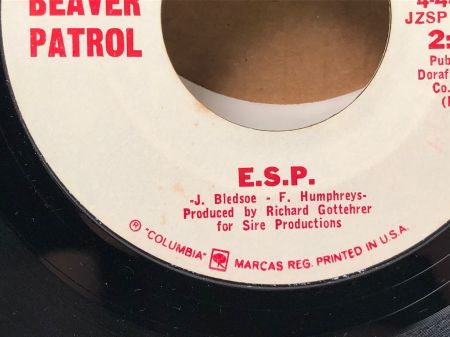 BEAVER
PATROL
JZSP
2:
Pub
Doraf
Co.
E.S.P.
-J. Bledsoe - F. Humphreys-
Produced by Richard Gottehrer
for Sire Productions
® "COLUMBIA" MARCAS REG. PRINTED IN U.S.A.